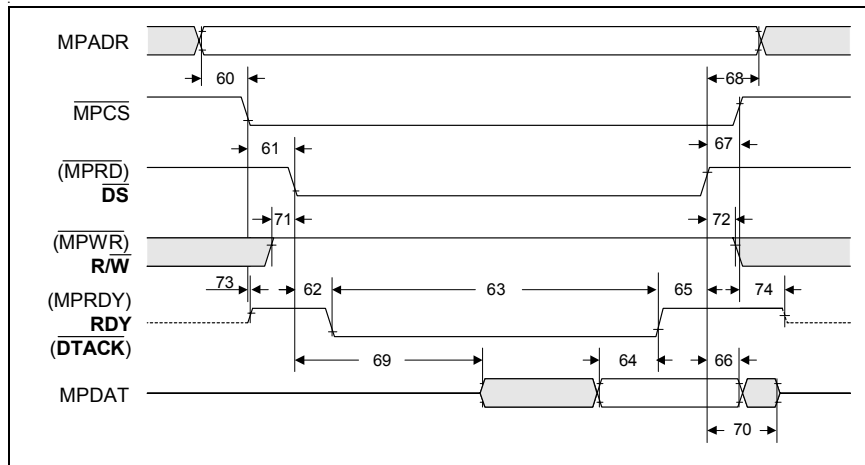 MPADR
60
68
MPCS
61
67
(MPRD)
DS
71
72
(MPWR)
R/W
73
62
63
65
74
(MPRDY)
RDY
(DTACK)
69
64
66
MPDAT
70